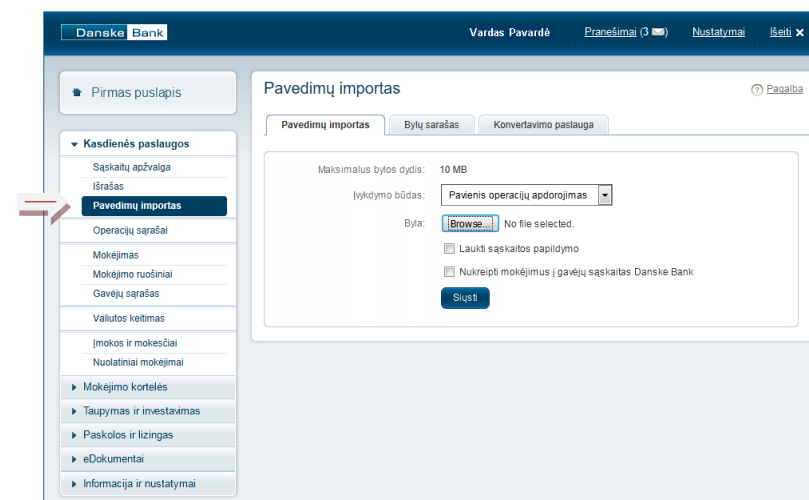 Danske Bank
Vardas Pavardė
Pranešimai (3)
Nustatymai
Išeiti ×
Pirmas puslapis
Kasdienės paslaugos
Sąskaitų apžvalga
Išrašas
Pavedimų importas
Operacijų sąrašai
Mokėjimas
Mokėjimo ruošiniai
Gavėjų sąrašas
Valiutos keitimas
Įmokos ir mokesčiai
Nuolatiniai mokėjimai
Mokėjimo kortelės
Taupymas ir investavimas
Paskolos ir lizingas
eDokumentai
Informacija ir nustatymai
Pavedimų importas
? Pagalba
Pavedimų importas
Bylų sarašas
Konvertavimo paslauga
Maksimalus bylos dydis: 10 MB
Įvykdymo būdas: Pavienis operacijų apdorojimas
Byla: Browse... No file selected.
Laukti sąskaitos papildymo
Nukreipti mokėjimus į gavėjų sąskaitas Danske Bank
Siųsti